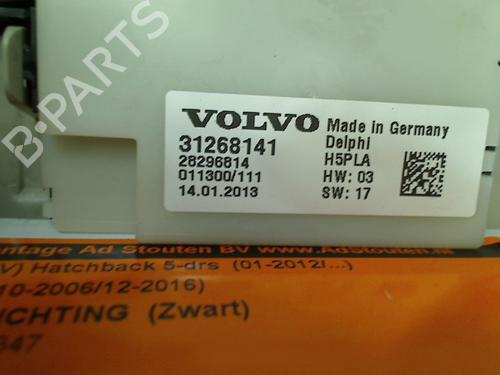 B-PARTS
VOLVO Made in Germany
31268141 Delphi
28296814 H5PLA
011300/111 HW: 03
14.01.2013 SW: 17
ntage Ad Stouten BV www.AdStouten.nl
V) Hatchback 5-drs (01-2012/...)
10-2006/12-2016)
ICHTING (Zwart)
347